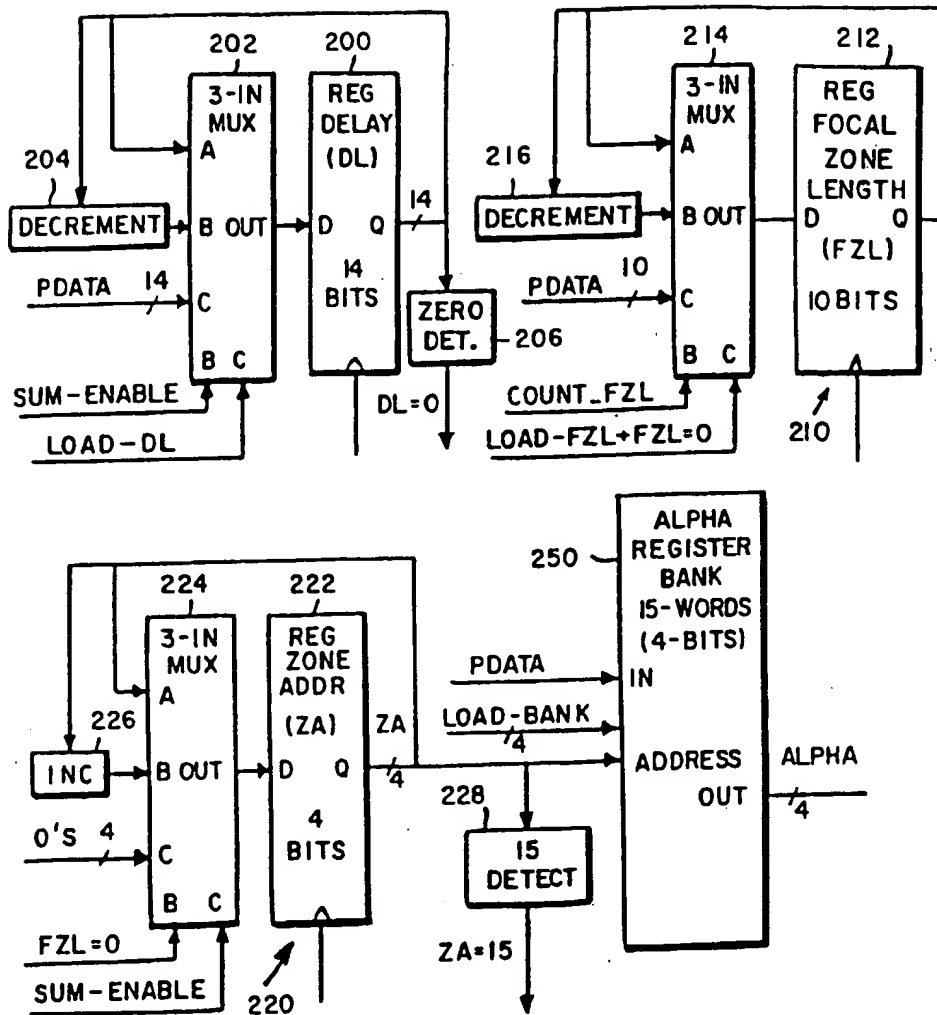 202
200
3-IN
MUX
A
B OUT
C
B C
REG
DELAY
(DL)
D Q
14
BITS
204
DECREMENT
PDATA 14
SUM-ENABLE
LOAD-DL
14
ZERO
DET.
206
DL=0
214
212
3-IN
MUX
A
B OUT
C
B C
REG
FOCAL
ZONE
LENGTH
D Q
(FZL)
10 BITS
216
DECREMENT
PDATA 10
COUNT_FZL
LOAD-FZL+FZL=0
210
224
222
3-IN
MUX
A
B OUT
C
B C
REG
ZONE
ADDR
(ZA)
D Q
4
BITS
226
INC
O'S 4
FZL=0
SUM-ENABLE
220
ZA
4
228
15
DETECT
ZA=15
250
ALPHA
REGISTER
BANK
15-WORDS
(4-BITS)
IN
ADDRESS
OUT
PDATA
LOAD-BANK
4
ALPHA
4